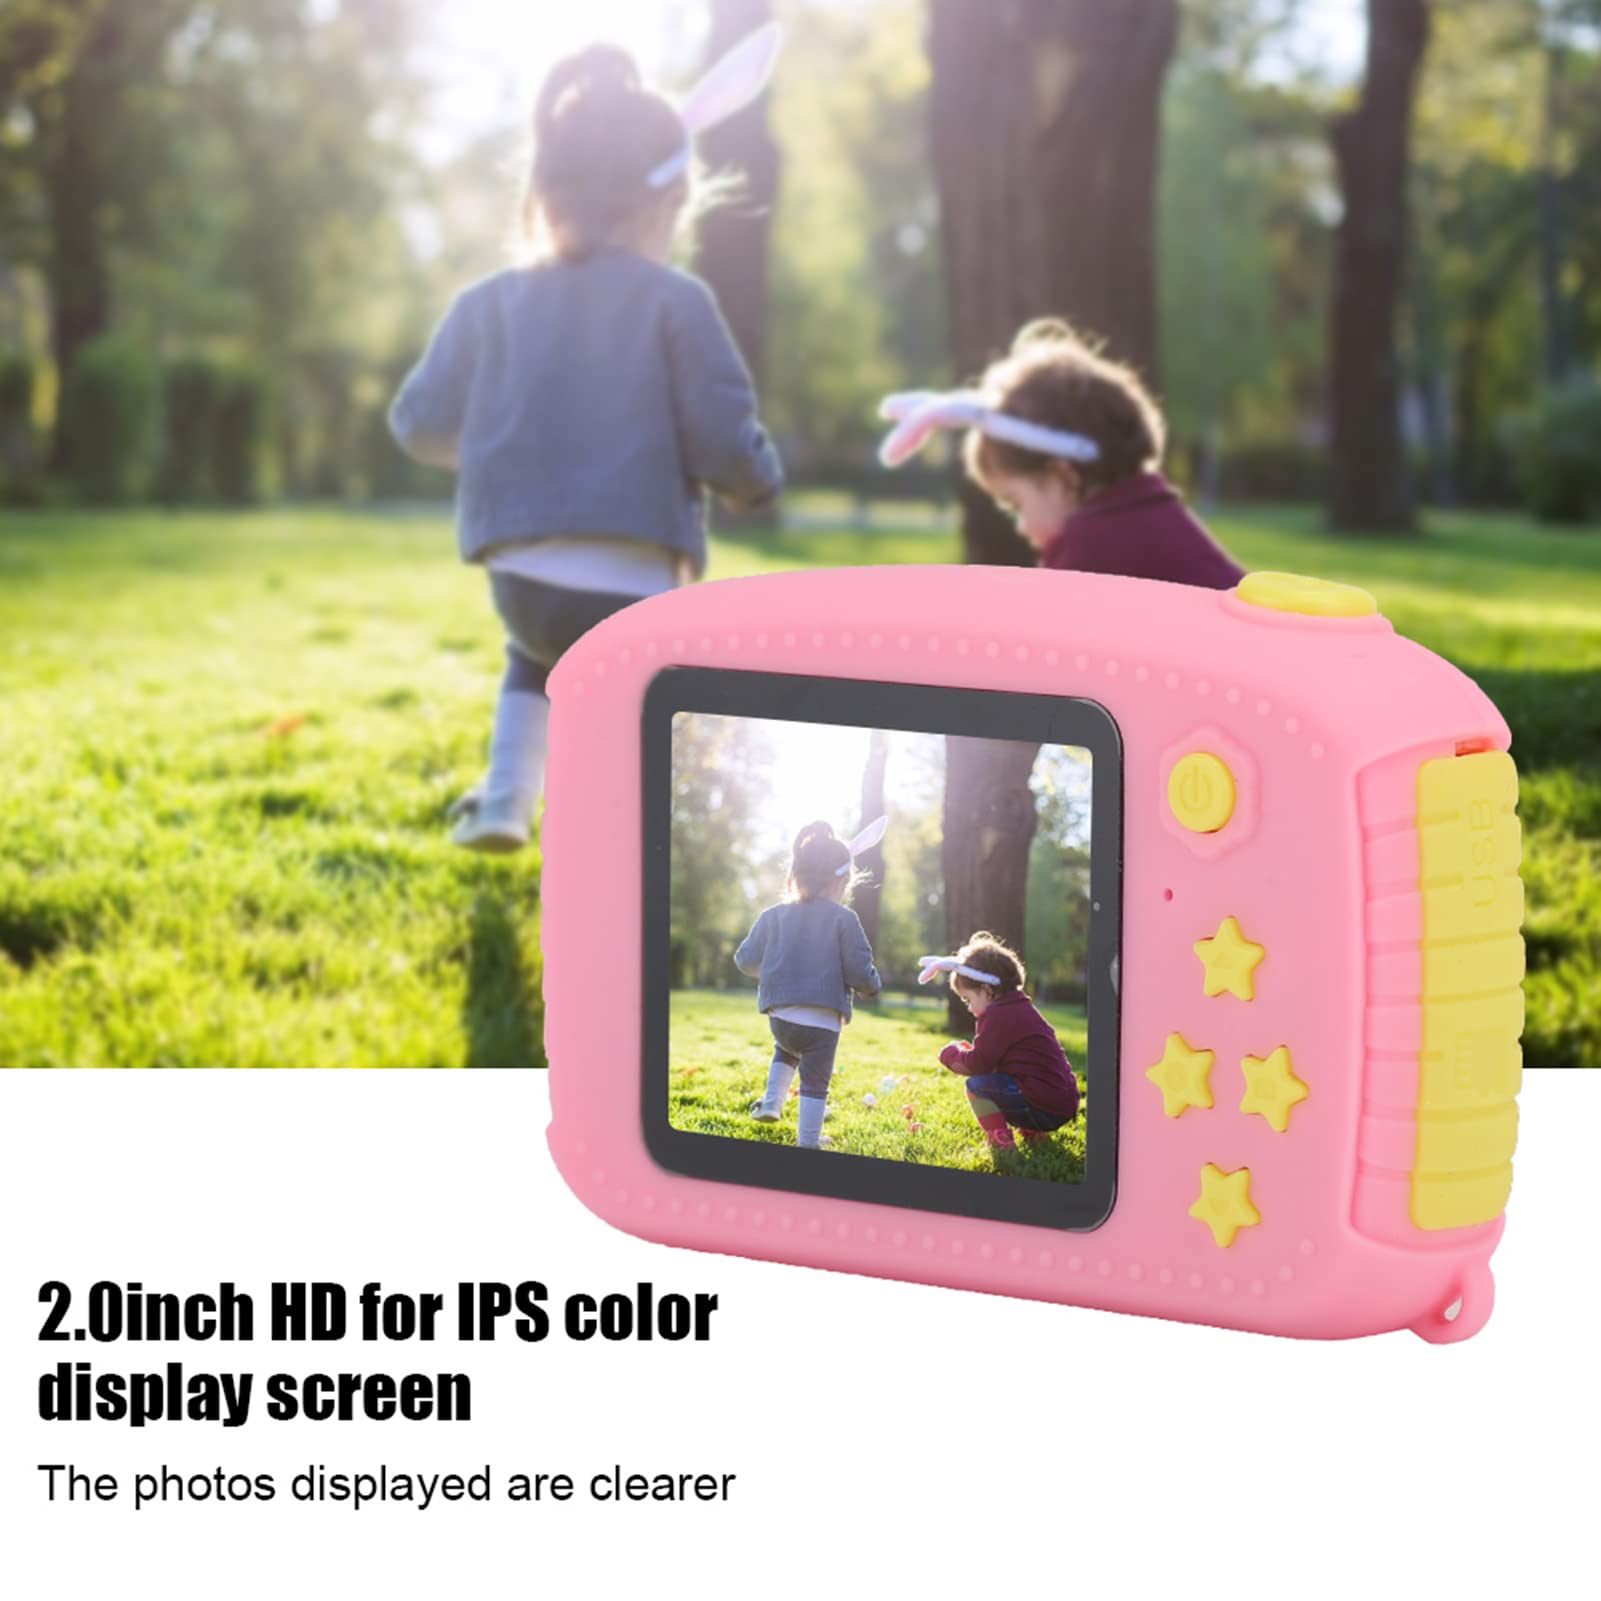 2.0inch HD for IPS color
display screen
The photos displayed are clearer
USB